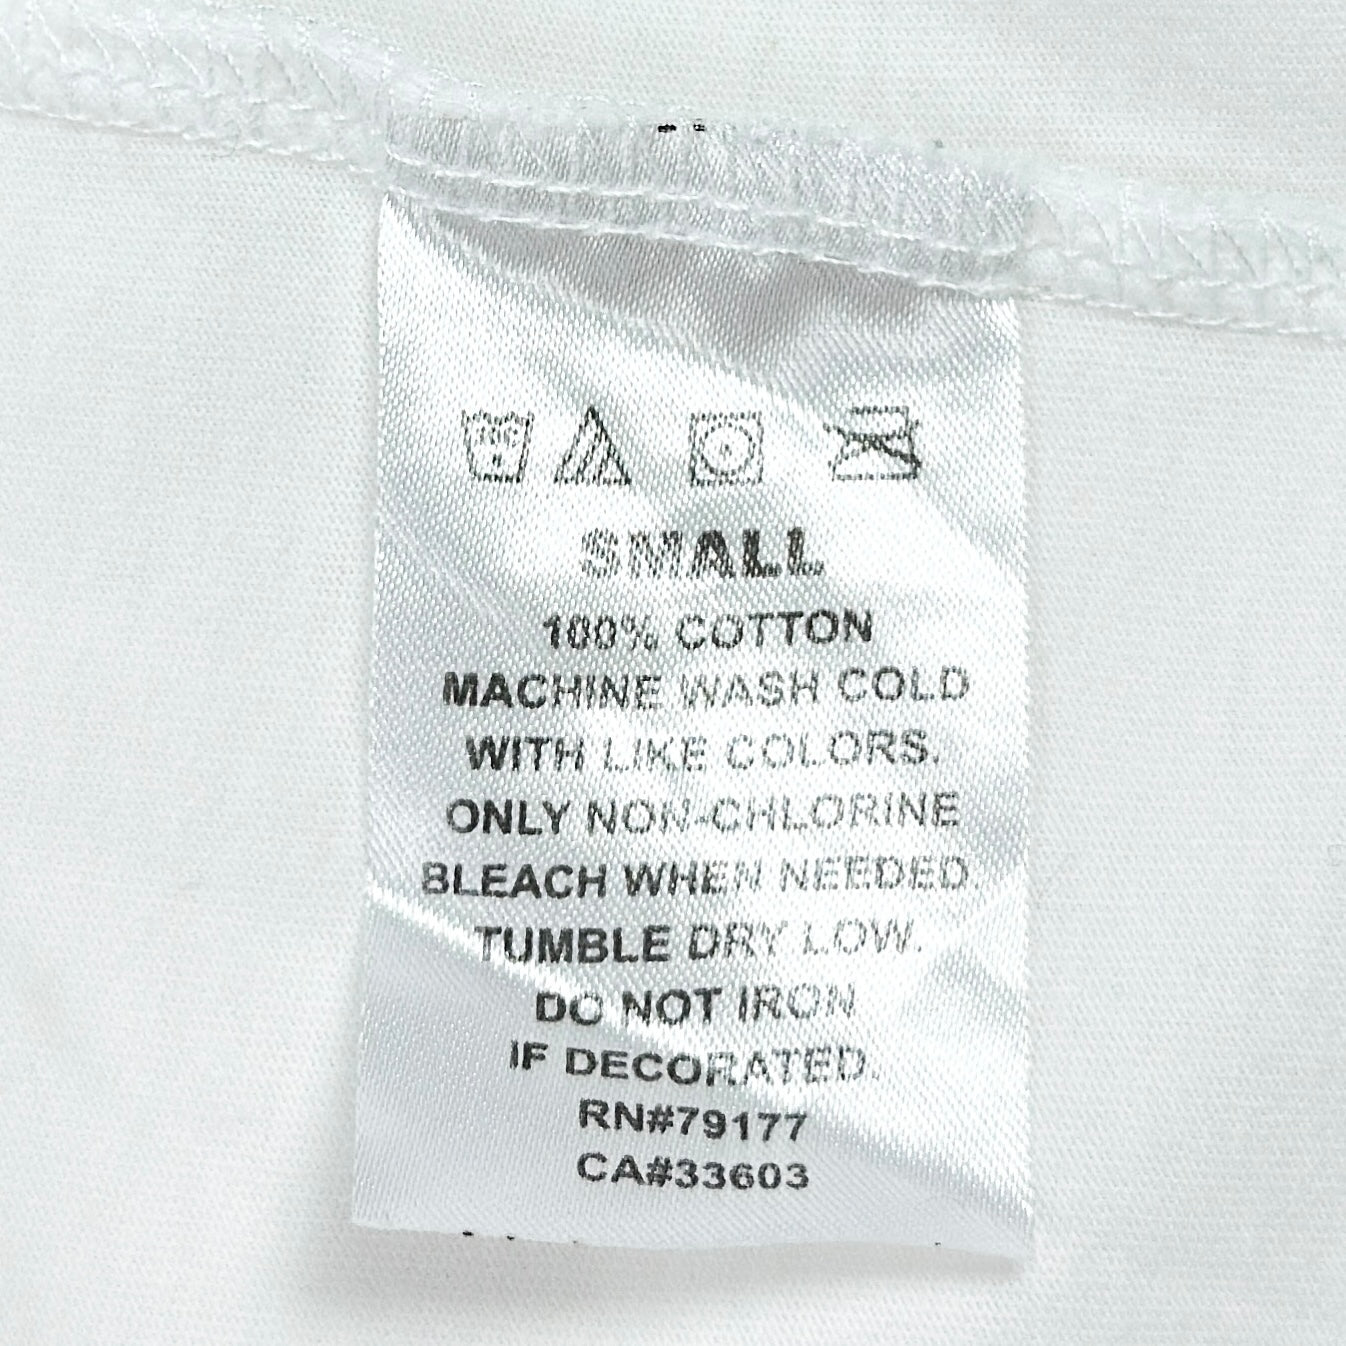 SMALL
100% COTTON
MACHINE WASH COLD
WITH LIKE COLORS.
ONLY NON-CHLORINE
BLEACH WHEN NEEDED.
TUMBLE DRY LOW.
DO NOT IRON
IF DECORATED.
RN#79177
CA#33603